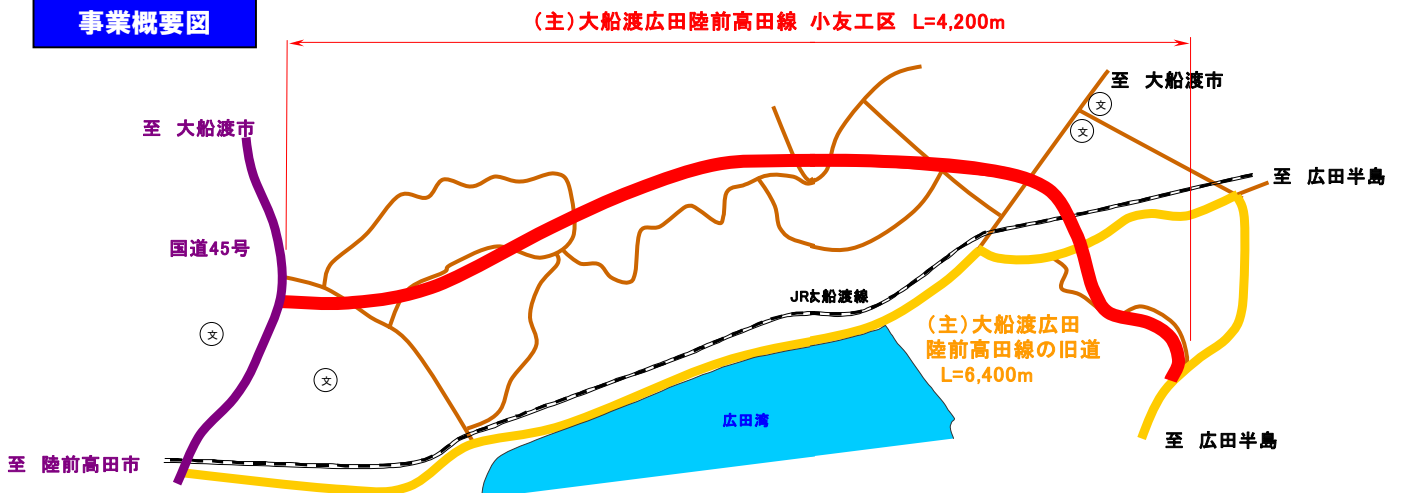 事業概要図
(主)大船渡広田陸前高田線 小友工区 L=4,200m
至 大船渡市
文
文
至 大船渡市
至 広田半島
国道45号
JR大船渡線
文
(主)大船渡広田
陸前高田線の旧道
L=6,400m
文
広田湾
至 広田半島
至 陸前高田市